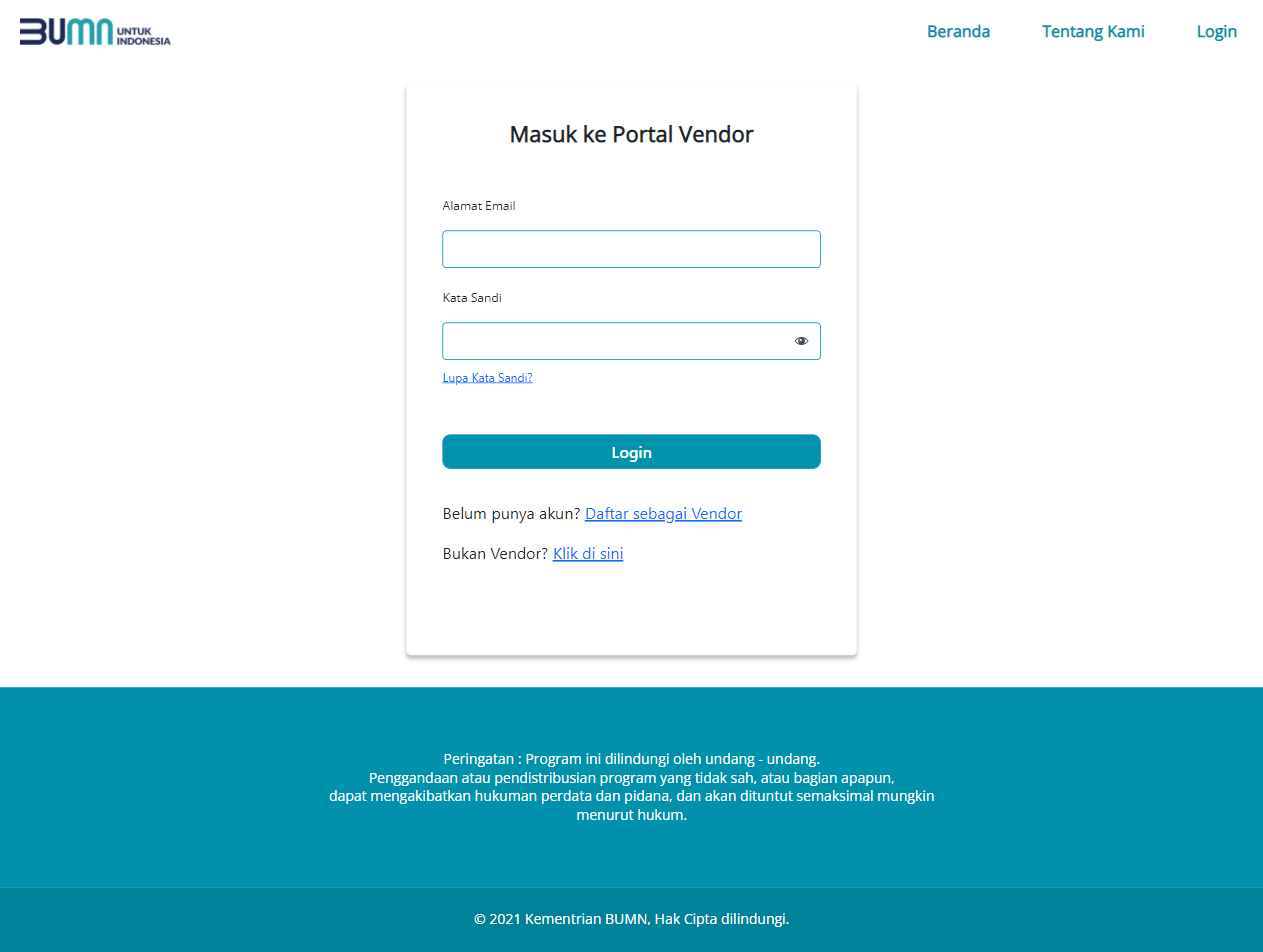 BUMN UNTUK INDONESIA
Beranda
Tentang Kami
Login
Masuk ke Portal Vendor
Alamat Email
Kata Sandi
Lupa Kata Sandi?
Login
Belum punya akun? Daftar sebagai Vendor
Bukan Vendor? Klik di sini
Peringatan : Program ini dilindungi oleh undang - undang.
Penggandaan atau pendistribusian program yang tidak sah, atau bagian apapun,
dapat mengakibatkan hukuman perdata dan pidana, dan akan dituntut semaksimal mungkin
menurut hukum.
© 2021 Kementrian BUMN, Hak Cipta dilindungi.